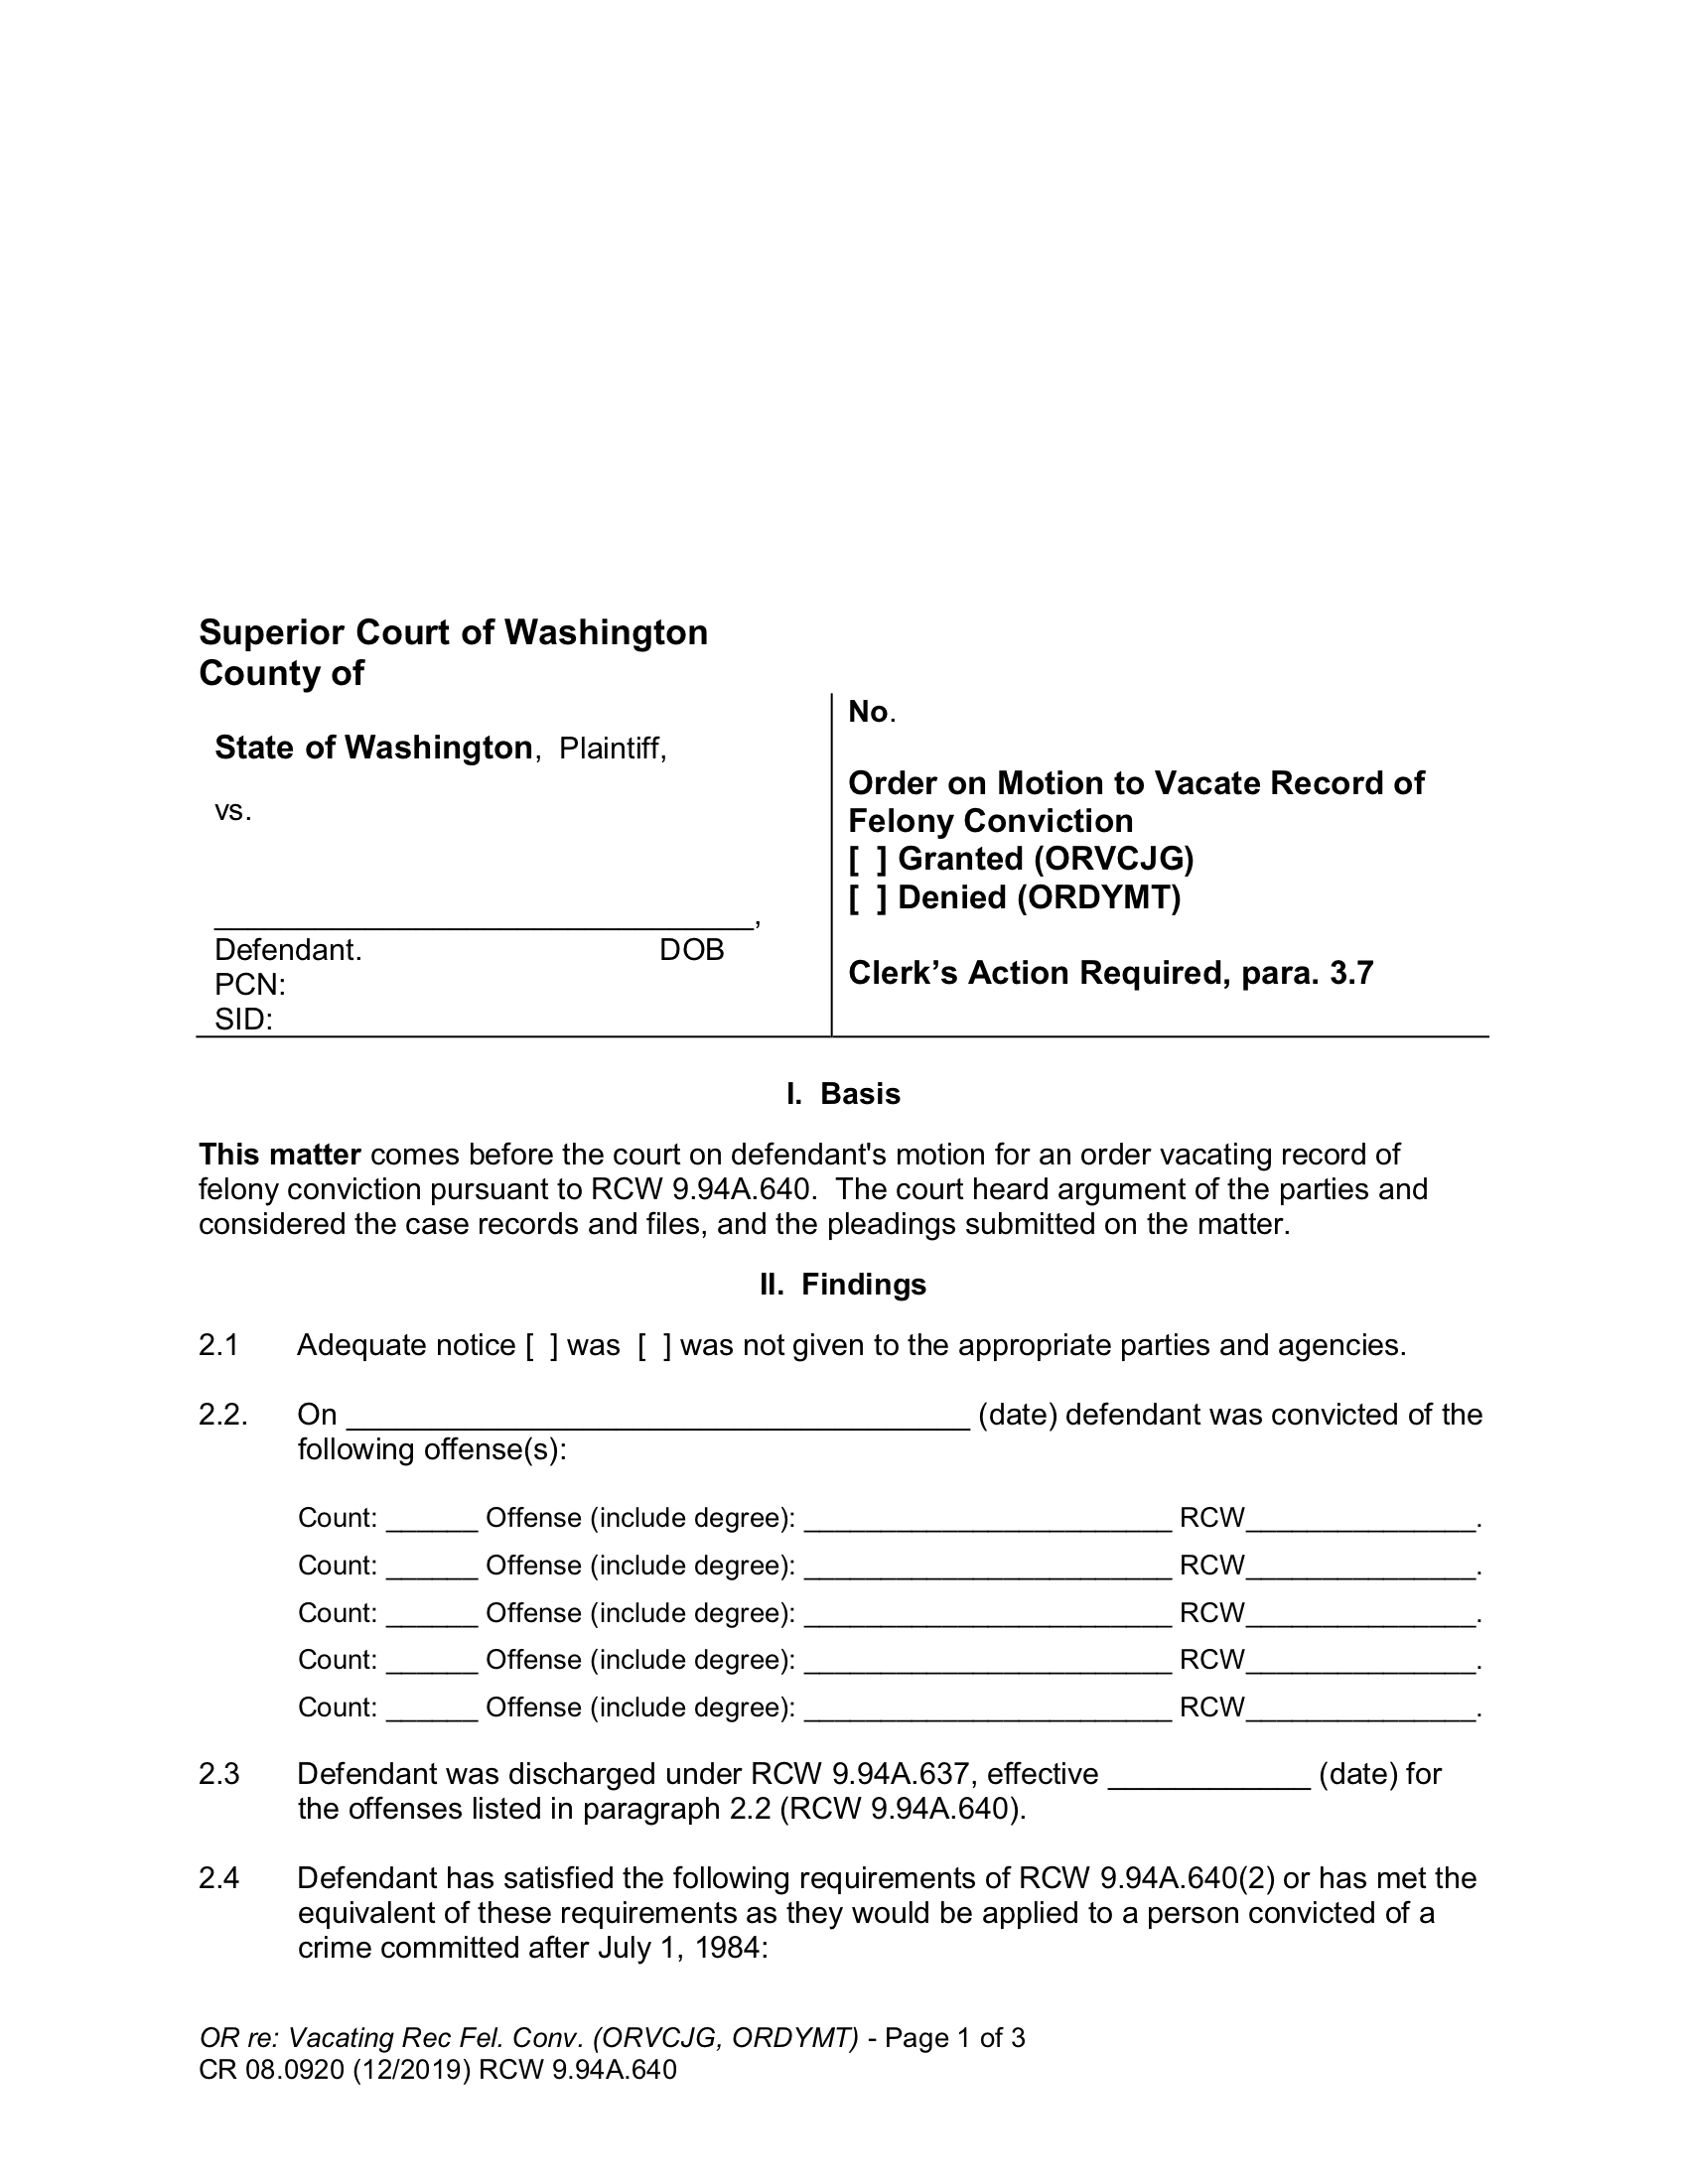 Superior Court of Washington
County of
State of Washington,  Plaintiff,
vs.
________________________________,
Defendant. DOB
PCN:
SID:
No.
Order on Motion to Vacate Record of
Felony Conviction
[  ] Granted (ORVCJG)
[  ] Denied (ORDYMT)
Clerk’s Action Required, para. 3.7
I.  Basis
This matter comes before the court on defendant's motion for an order vacating record of
felony conviction pursuant to RCW 9.94A.640.  The court heard argument of the parties and
considered the case records and files, and the pleadings submitted on the matter.
II.  Findings
2.1 Adequate notice [  ] was  [  ] was not given to the appropriate parties and agencies.
2.2. On _____________________________________ (date) defendant was convicted of the
following offense(s):
Count: ______ Offense (include degree): ________________________ RCW_______________.
Count: ______ Offense (include degree): ________________________ RCW_______________.
Count: ______ Offense (include degree): ________________________ RCW_______________.
Count: ______ Offense (include degree): ________________________ RCW_______________.
Count: ______ Offense (include degree): ________________________ RCW_______________.
2.3 Defendant was discharged under RCW 9.94A.637, effective ____________ (date) for
the offenses listed in paragraph 2.2 (RCW 9.94A.640).
2.4 Defendant has satisfied the following requirements of RCW 9.94A.640(2) or has met the
equivalent of these requirements as they would be applied to a person convicted of a
crime committed after July 1, 1984:
OR re: Vacating Rec Fel. Conv. (ORVCJG, ORDYMT) - Page 1 of 3
CR 08.0920 (12/2019) RCW 9.94A.640